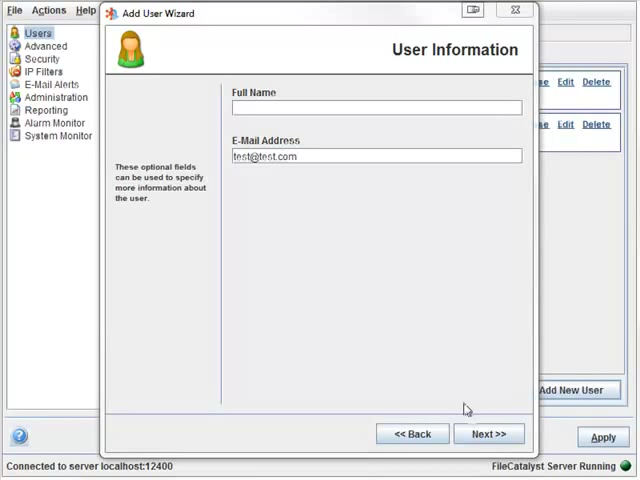 File Actions Help
Add User Wizard
Users
Advanced
Security
IP Filters
E-Mail Alerts
Administration
Reporting
Alarm Monitor
System Monitor
User Information
Full Name
E-Mail Address
test@test.com
These optional fields
can be used to specify
more information about
the user.
Edit Delete
Edit Delete
Add New User
<< Back Next >>
Apply
Connected to server localhost:12400
FileCatalyst Server Running